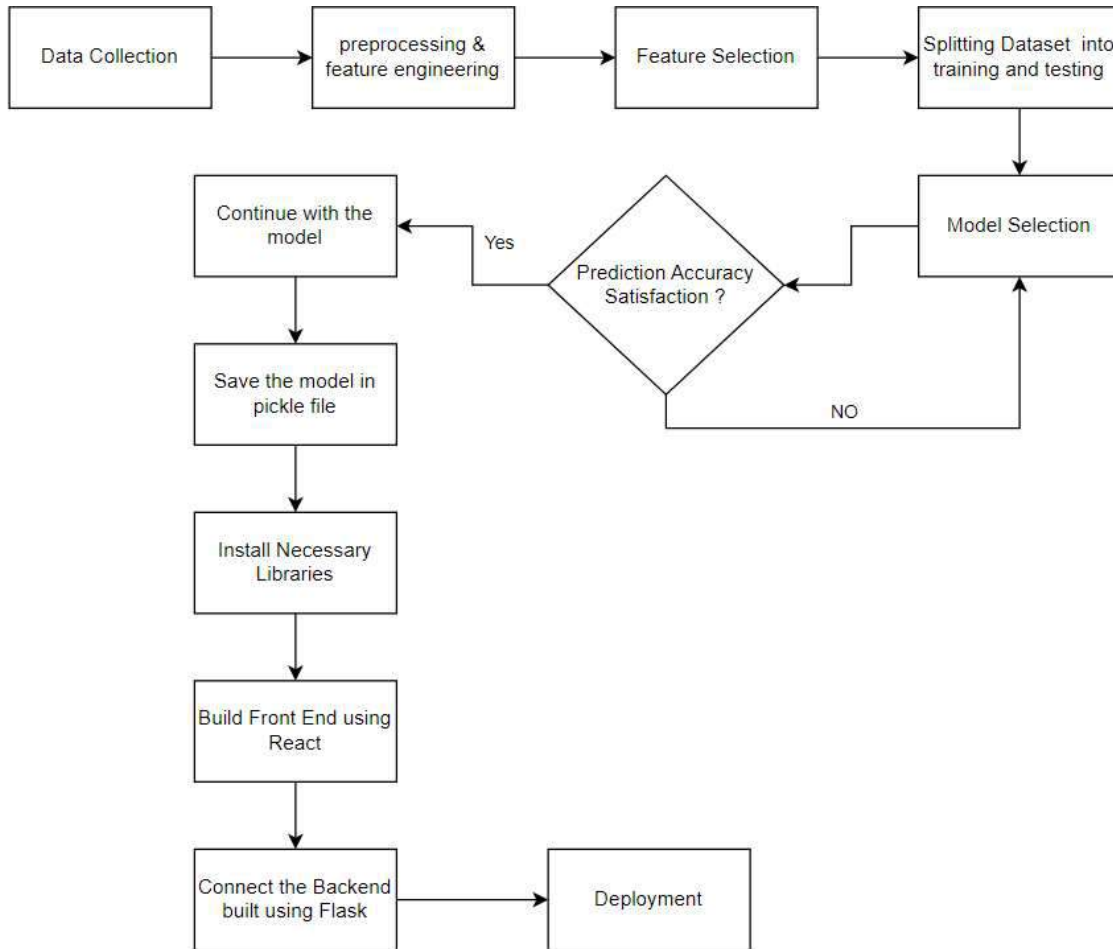 Data Collection
preprocessing &
feature engineering
Feature Selection
Splitting Dataset into
training and testing
Model Selection
Prediction Accuracy
Satisfaction ?
Yes
NO
Continue with the
model
Save the model in
pickle file
Install Necessary
Libraries
Build Front End using
React
Connect the Backend
built using Flask
Deployment